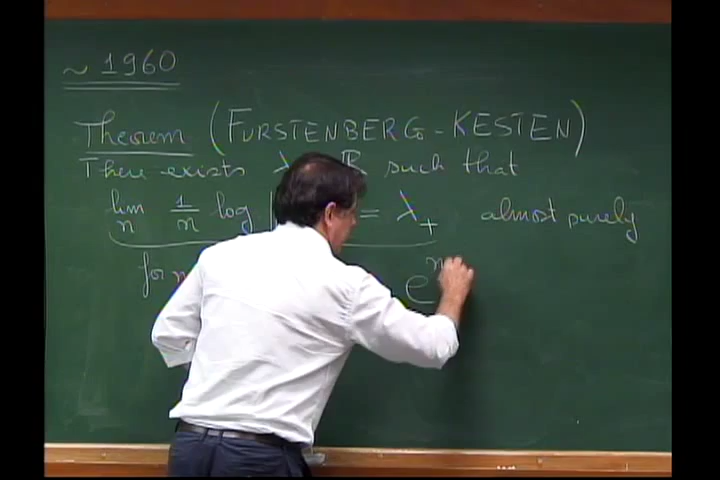 ~ 1960
Theorem (FURSTENBERG - KESTEN)
There exists λ ℝ such that
lim n 1/n log | = λ+ almost surely
for e^n